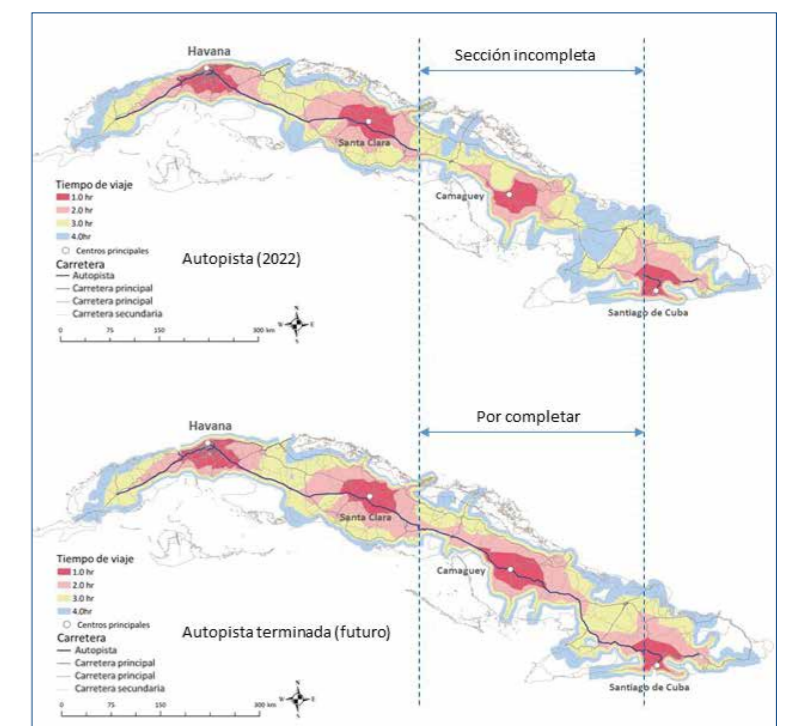 Havana
Sección incompleta
Santa Clara
Camaguey
Tiempo de viaje
1.0 hr
2.0 hr
3.0 hr
4.0hr
Centros principales
Carretera
Autopista
Carretera principal
Carretera principal
Carretera secundaria
Autopista (2022)
Santiago de Cuba
0 75 150 300 km
N
W E
S
Por completar
Havana
Santa Clara
Camaguey
Tiempo de viaje
1.0 hr
2.0 hr
3.0 hr
4.0hr
Centros principales
Carretera
Autopista
Carretera principal
Carretera principal
Carretera secundaria
Autopista terminada (futuro)
Santiago de Cuba
0 75 150 300 km
N
W E
S